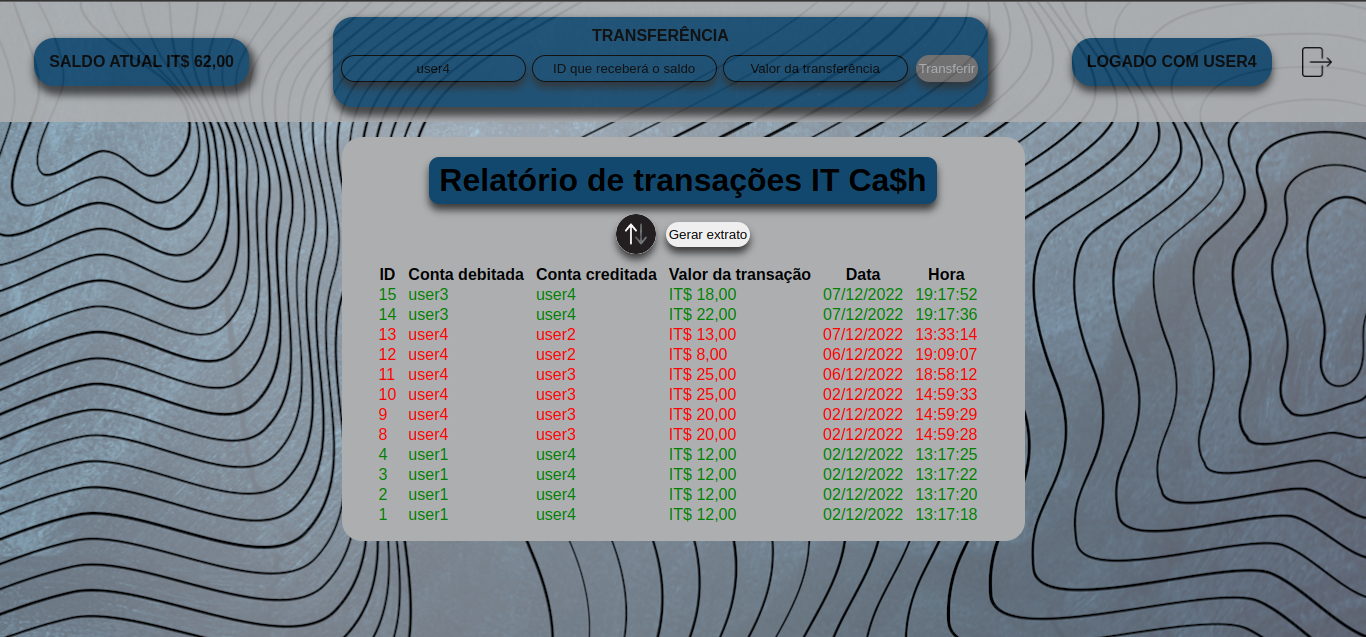 SALDO ATUAL IT$ 62,00
TRANSFERÊNCIA
user4 ID que receberá o saldo Valor da transferência Transferir
LOGADO COM USER4
Relatório de transações IT Ca$h
Gerar extrato
ID Conta debitada Conta creditada Valor da transação Data Hora
15 user3 user4 IT$ 18,00 07/12/2022 19:17:52
14 user3 user4 IT$ 22,00 07/12/2022 19:17:36
13 user4 user2 IT$ 13,00 07/12/2022 13:33:14
12 user4 user2 IT$ 8,00 06/12/2022 19:09:07
11 user4 user3 IT$ 25,00 06/12/2022 18:58:12
10 user4 user3 IT$ 25,00 02/12/2022 14:59:33
9 user4 user3 IT$ 20,00 02/12/2022 14:59:29
8 user4 user3 IT$ 20,00 02/12/2022 14:59:28
4 user1 user4 IT$ 12,00 02/12/2022 13:17:25
3 user1 user4 IT$ 12,00 02/12/2022 13:17:22
2 user1 user4 IT$ 12,00 02/12/2022 13:17:20
1 user1 user4 IT$ 12,00 02/12/2022 13:17:18